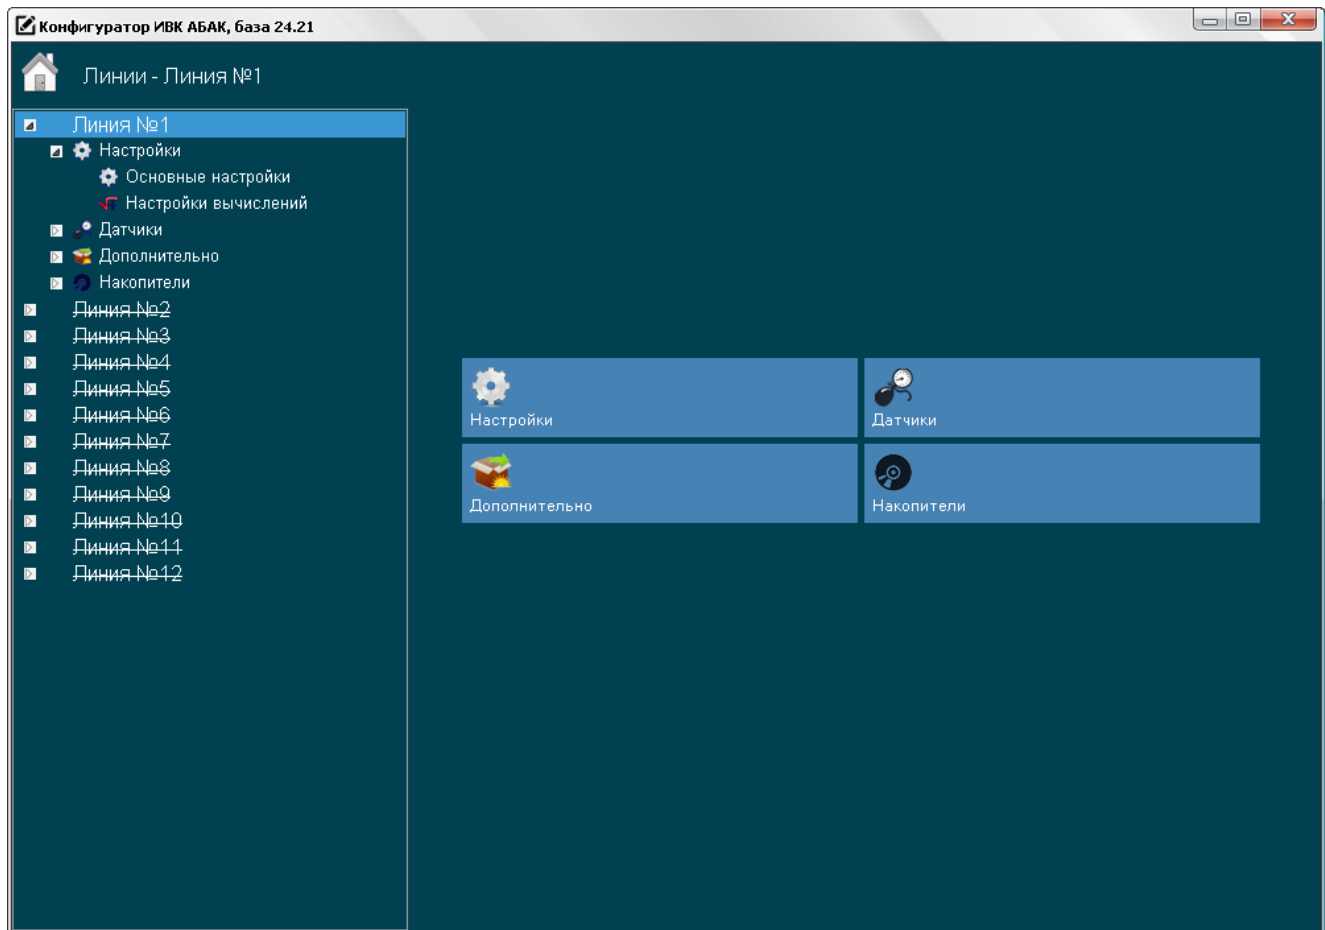 Конфигуратор ИВК АБАК, база 24.21
Линии - Линия №1
Линия №1
Настройки
Основные настройки
Настройки вычислений
Датчики
Дополнительно
Накопители
Линия №2
Линия №3
Линия №4
Линия №5
Линия №6
Линия №7
Линия №8
Линия №9
Линия №10
Линия №11
Линия №12
Настройки
Датчики
Дополнительно
Накопители